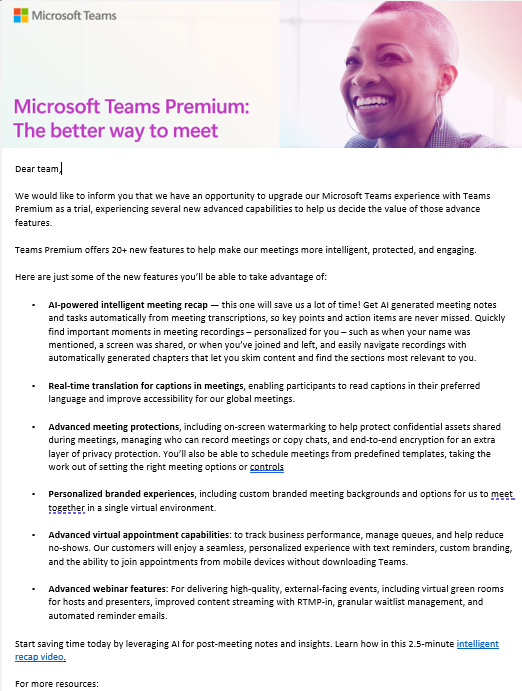 Microsoft Teams
Microsoft Teams Premium:
The better way to meet
Dear team,
We would like to inform you that we have an opportunity to upgrade our Microsoft Teams experience with Teams
Premium as a trial, experiencing several new advanced capabilities to help us decide the value of those advance
features.
Teams Premium offers 20+ new features to help make our meetings more intelligent, protected, and engaging.
Here are just some of the new features you'll be able to take advantage of:
• AI-powered intelligent meeting recap — this one will save us a lot of time! Get AI generated meeting notes
and tasks automatically from meeting transcriptions, so key points and action items are never missed. Quickly
find important moments in meeting recordings – personalized for you – such as when your name was
mentioned, a screen was shared, or when you've joined and left, and easily navigate recordings with
automatically generated chapters that let you skim content and find the sections most relevant to you.
• Real-time translation for captions in meetings, enabling participants to read captions in their preferred
language and improve accessibility for our global meetings.
• Advanced meeting protections, including on-screen watermarking to help protect confidential assets shared
during meetings, managing who can record meetings or copy chats, and end-to-end encryption for an extra
layer of privacy protection. You'll also be able to schedule meetings from predefined templates, taking the
work out of setting the right meeting options or controls
• Personalized branded experiences, including custom branded meeting backgrounds and options for us to meet
together in a single virtual environment.
• Advanced virtual appointment capabilities: to track business performance, manage queues, and help reduce
no-shows. Our customers will enjoy a seamless, personalized experience with text reminders, custom branding,
and the ability to join appointments from mobile devices without downloading Teams.
• Advanced webinar features: For delivering high-quality, external-facing events, including virtual green rooms
for hosts and presenters, improved content streaming with RTMP-in, granular waitlist management, and
automated reminder emails.
Start saving time today by leveraging AI for post-meeting notes and insights. Learn how in this 2.5-minute intelligent
recap video.
For more resources: